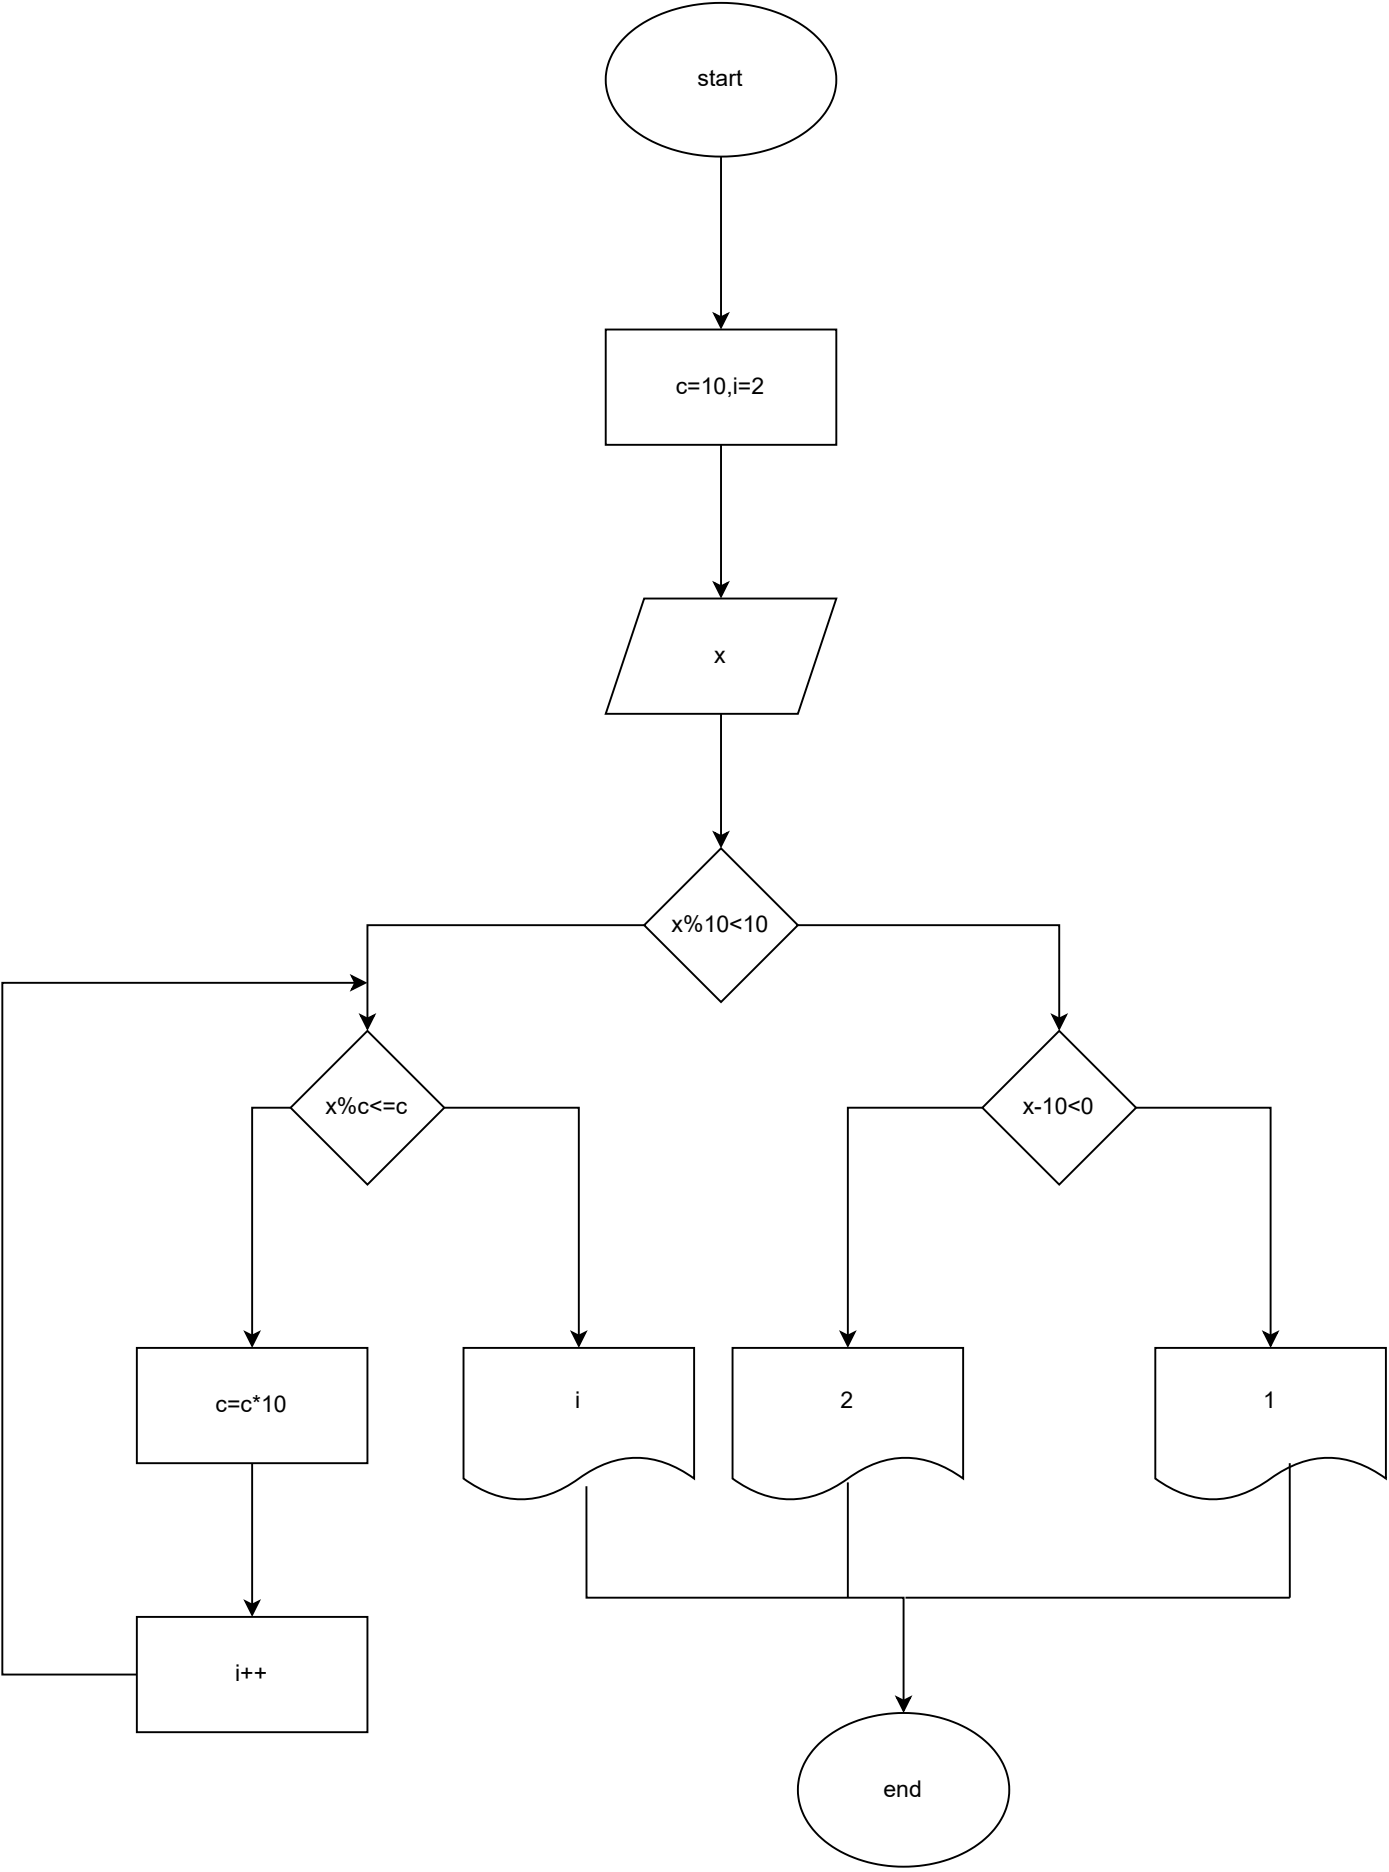 start
c=10,i=2
x
x%10<10
x%c<=c
x-10<0
c=c*10
i
2
1
i++
end